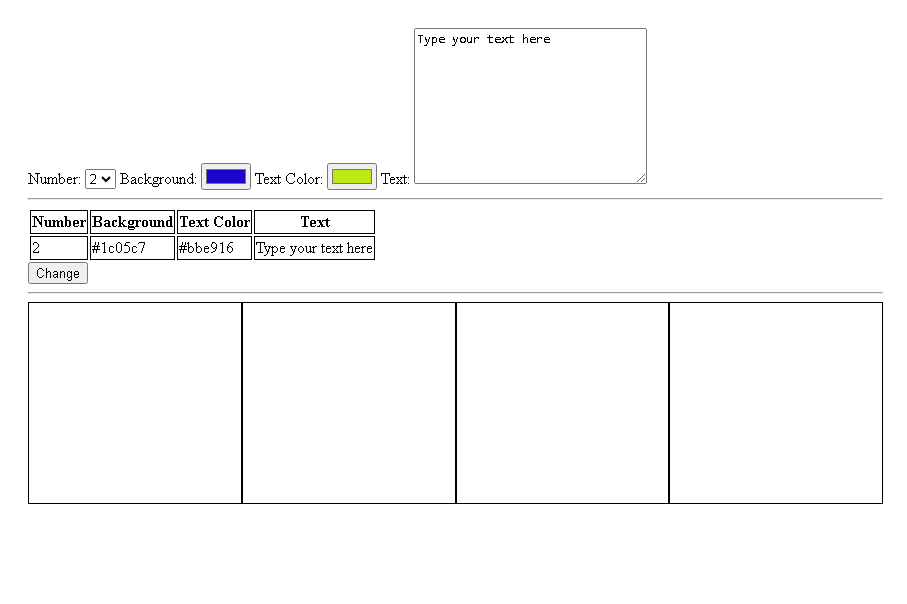 Type your text here
Number: 2 Background: Text Color: Text:
Number Background Text Color Text
2 #1c05c7 #bbe916 Type your text here
Change